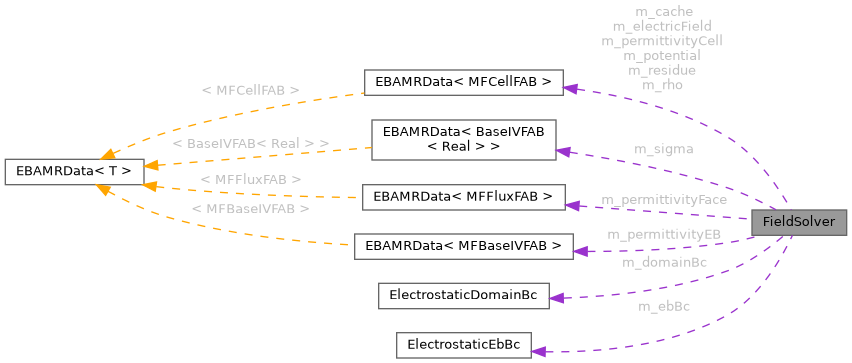 m_cache
m_electricField
m_permittivityCell
m_potential
m_residue
m_rho
EBAMRData< MFCellFAB >
< MFCellFAB >
EBAMRData< BaseIVFAB
< Real > >
< BaseIVFAB< Real > >
m_sigma
EBAMRData< T >
< MFFluxFAB >
EBAMRData< MFFluxFAB >
m_permittivityFace
FieldSolver
< MFBaseIVFAB >
EBAMRData< MFBaseIVFAB >
m_permittivityEB
m_domainBc
ElectrostaticDomainBc
m_ebBc
ElectrostaticEbBc